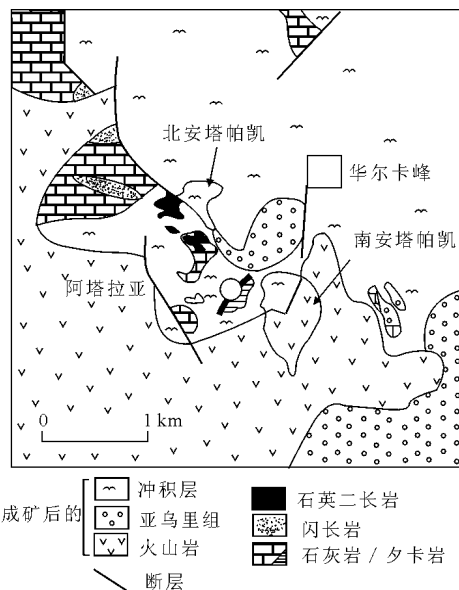 北安塔帕凯
华尔卡峰
南安塔帕凯
阿塔拉亚
0 1 km
成矿后的
冲积层
亚乌里组
火山岩
断层
石英二长岩
闪长岩
石灰岩 / 夕卡岩